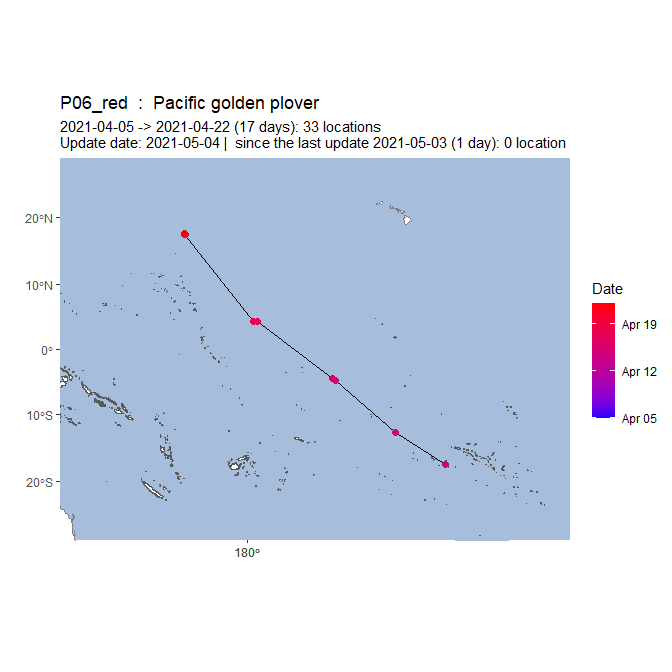 P06_red  :  Pacific golden plover
2021-04-05 -> 2021-04-22 (17 days): 33 locations
Update date: 2021-05-04 |  since the last update 2021-05-03 (1 day): 0 location
20°N
10°N
0°
10°S
20°S
180°
Date
Apr 19
Apr 12
Apr 05